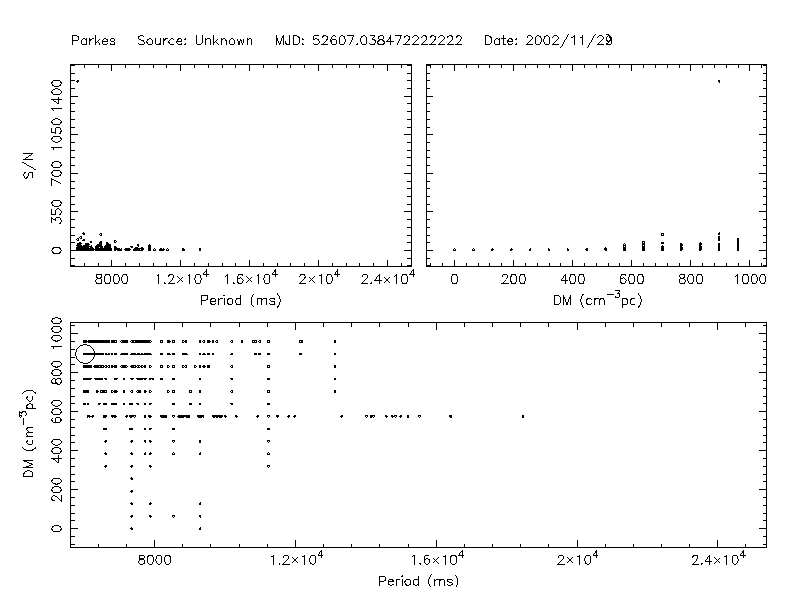 Parkes Source: Unknown MJD: 52607.038472222222 Date: 2002/11/29
S/N
0 350 700 1050 1400
8000 1.2×10⁴ 1.6×10⁴ 2×10⁴ 2.4×10⁴
Period (ms)
0 200 400 600 800 1000
DM (cm⁻³pc)
DM (cm⁻³pc)
0 200 400 600 800 1000
8000 1.2×10⁴ 1.6×10⁴ 2×10⁴ 2.4×10⁴
Period (ms)